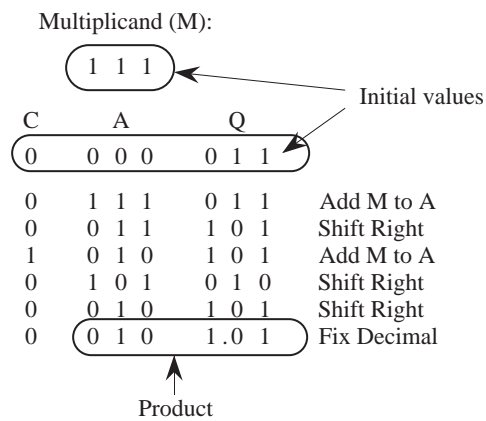 Multiplicand (M):
1 1 1
Initial values
C A Q
0 0 0 0 0 1 1
0 1 1 1 0 1 1 Add M to A
0 0 1 1 1 0 1 Shift Right
1 0 1 0 1 0 1 Add M to A
0 1 0 1 0 1 0 Shift Right
0 0 1 0 1 0 1 Shift Right
0 0 1 0 1.0 1 Fix Decimal
Product